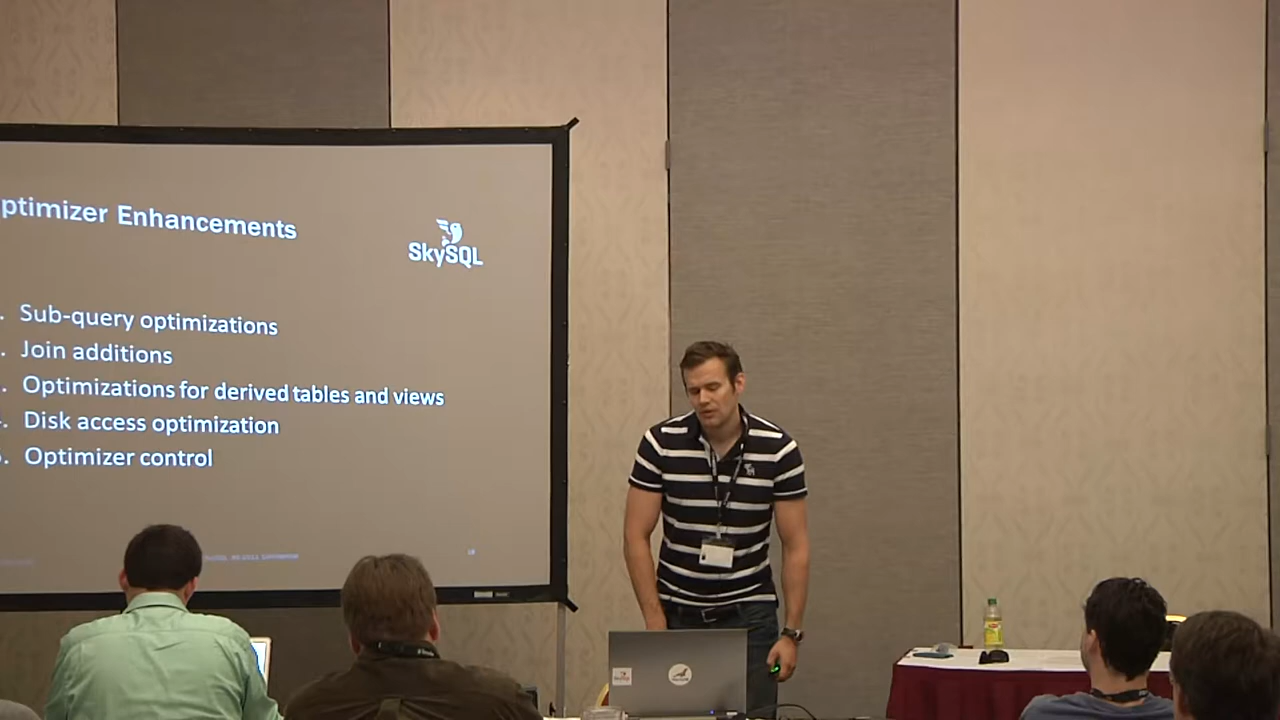 ptimizer Enhancements
SkySQL
. Sub-query optimizations
. Join additions
. Optimizations for derived tables and views
. Disk access optimization
. Optimizer control